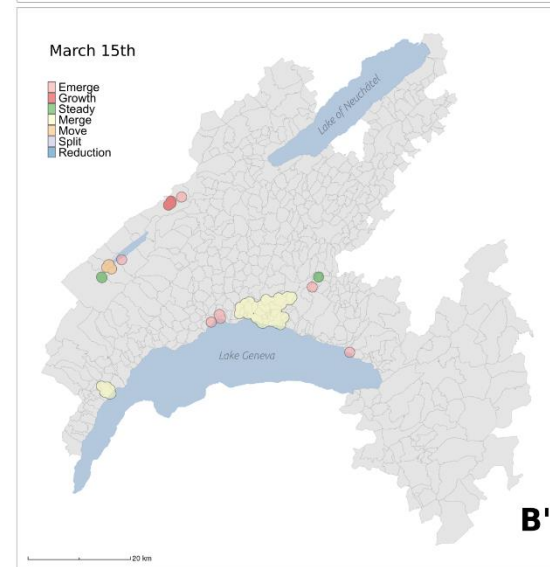 March 15th
Emerge
Growth
Steady
Merge
Move
Split
Reduction
Lake of Neuchâtel
Lake Geneva
B'
20 km